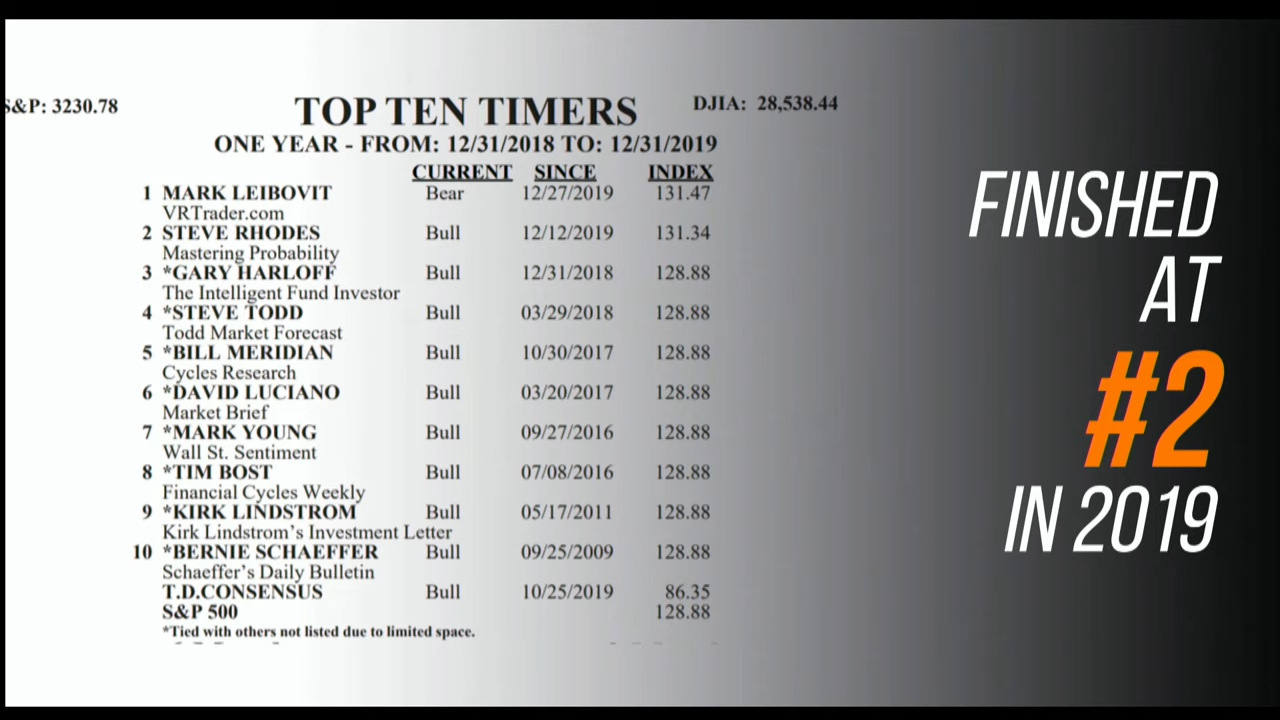 S&P: 3230.78
TOP TEN TIMERS
DJIA: 28,538.44
ONE YEAR - FROM: 12/31/2018 TO: 12/31/2019
CURRENT SINCE INDEX
1 MARK LEIBOVIT Bear 12/27/2019 131.47
VRTrader.com
2 STEVE RHODES Bull 12/12/2019 131.34
Mastering Probability
3 *GARY HARLOFF Bull 12/31/2018 128.88
The Intelligent Fund Investor
4 *STEVE TODD Bull 03/29/2018 128.88
Todd Market Forecast
5 *BILL MERIDIAN Bull 10/30/2017 128.88
Cycles Research
6 *DAVID LUCIANO Bull 03/20/2017 128.88
Market Brief
7 *MARK YOUNG Bull 09/27/2016 128.88
Wall St. Sentiment
8 *TIM BOST Bull 07/08/2016 128.88
Financial Cycles Weekly
9 *KIRK LINDSTROM Bull 05/17/2011 128.88
Kirk Lindstrom's Investment Letter
10 *BERNIE SCHAEFFER Bull 09/25/2009 128.88
Schaeffer's Daily Bulletin
T.D.CONSENSUS Bull 10/25/2019 86.35
S&P 500 128.88
*Tied with others not listed due to limited space.
FINISHED
AT
#2
IN 2019